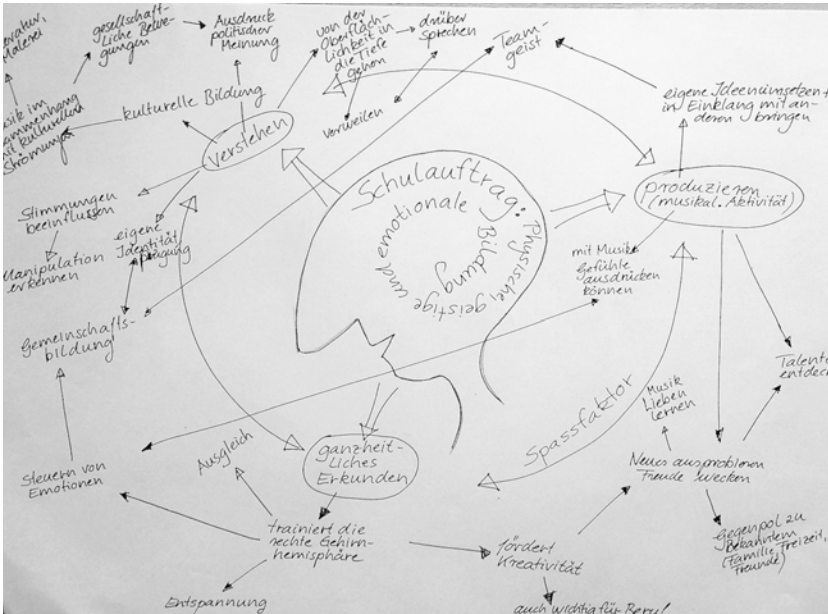 Malerei
gesellschaft-
liche Bewe-
gungen
Ausdruck
politischer
Meinung
von der
Oberfläch-
lichkeit in
die Tiefe
gehen
drüber
sprechen
verweilen
Team-
geist
eigene Ideen umsetzen +
in Einklang mit an-
deren bringen
kulturelle Bildung
mit kulturellen
Strömungen
verstehen
Stimmungen
beeinflussen
Manipulation
erkennen
eigene
Identität
Prägung
Gemeinschafts-
bildung
Schulauftrag:
Physische, geistige und emotionale
Bildung
produzieren
(musikal. Aktivität)
mit Musik
Gefühle
ausdrücken
können
Talente
entdecken
Spassfaktor
Musik
Lieben
lernen
Neues ausprobieren
Freude wecken
Gegenpol zu
Bekanntem
(Familie, Freizeit,
Freunde)
ganzheit-
liches
Erkunden
Ausgleich
Steuern von
Emotionen
trainiert die
rechte Gehirn-
hemisphäre
Entspannung
fördert
Kreativität
auch wichtig für Beruf